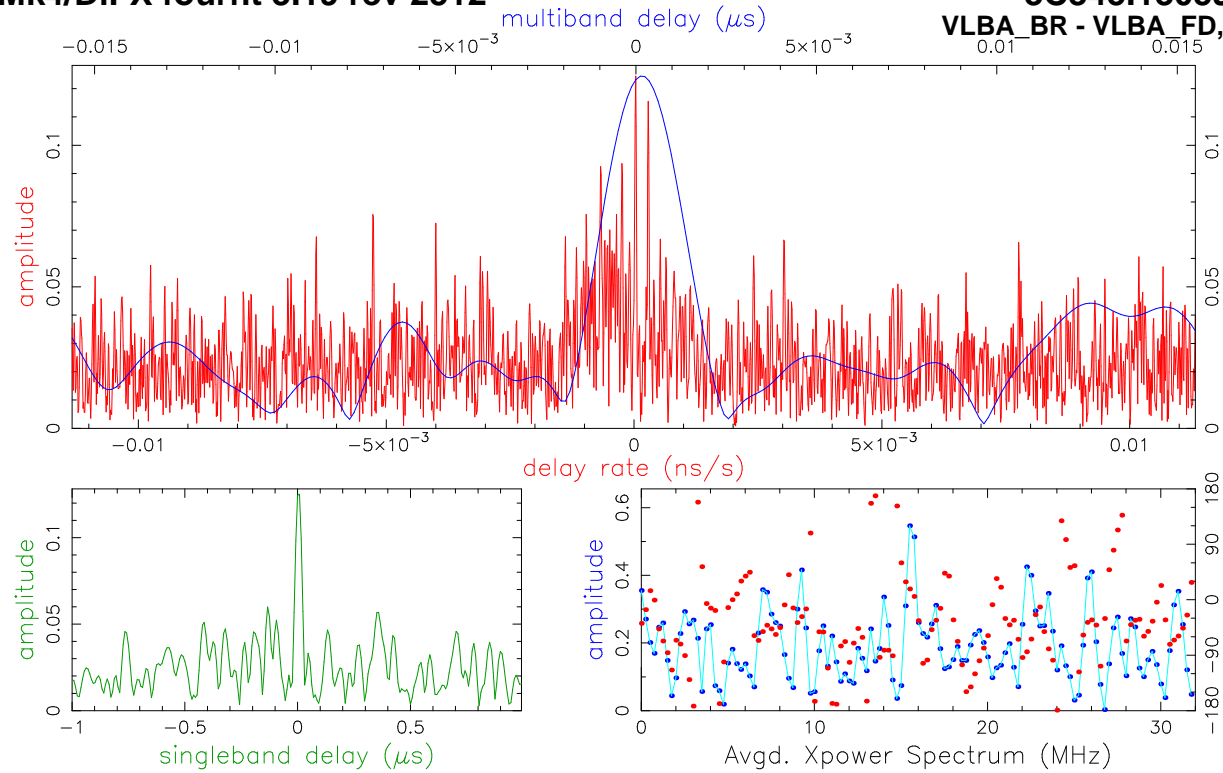 multiband delay (μs)
VLBA_BR - VLBA_FD,
−0.015 −0.01 −5×10⁻³ 0 5×10⁻³ 0.01 0.015
amplitude
0 0.05 0.1
0 0.05 0.1
−0.01 −5×10⁻³ 0 5×10⁻³ 0.01
delay rate (ns/s)
amplitude
0 0.05 0.1
−1 −0.5 0 0.5
singleband delay (μs)
amplitude
0 0.2 0.4 0.6
−180 −90 0 90 180
0 10 20 30
Avgd. Xpower Spectrum (MHz)